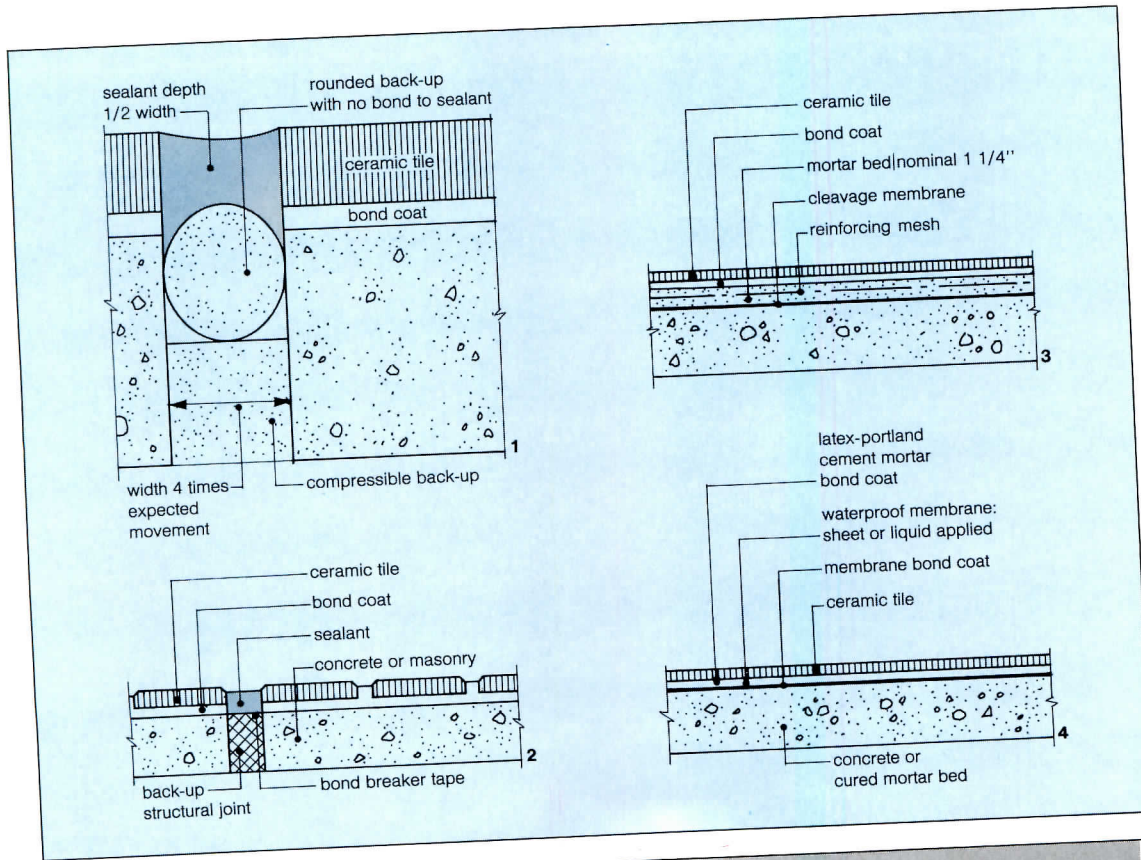 sealant depth
1/2 width
rounded back-up
with no bond to sealant
ceramic tile
bond coat
1
width 4 times
expected
movement
compressible back-up
ceramic tile
bond coat
sealant
concrete or masonry
2
back-up
structural joint
bond breaker tape
ceramic tile
bond coat
mortar bed nominal 1 1/4''
cleavage membrane
reinforcing mesh
3
latex-portland
cement mortar
bond coat
waterproof membrane:
sheet or liquid applied
membrane bond coat
ceramic tile
4
concrete or
cured mortar bed